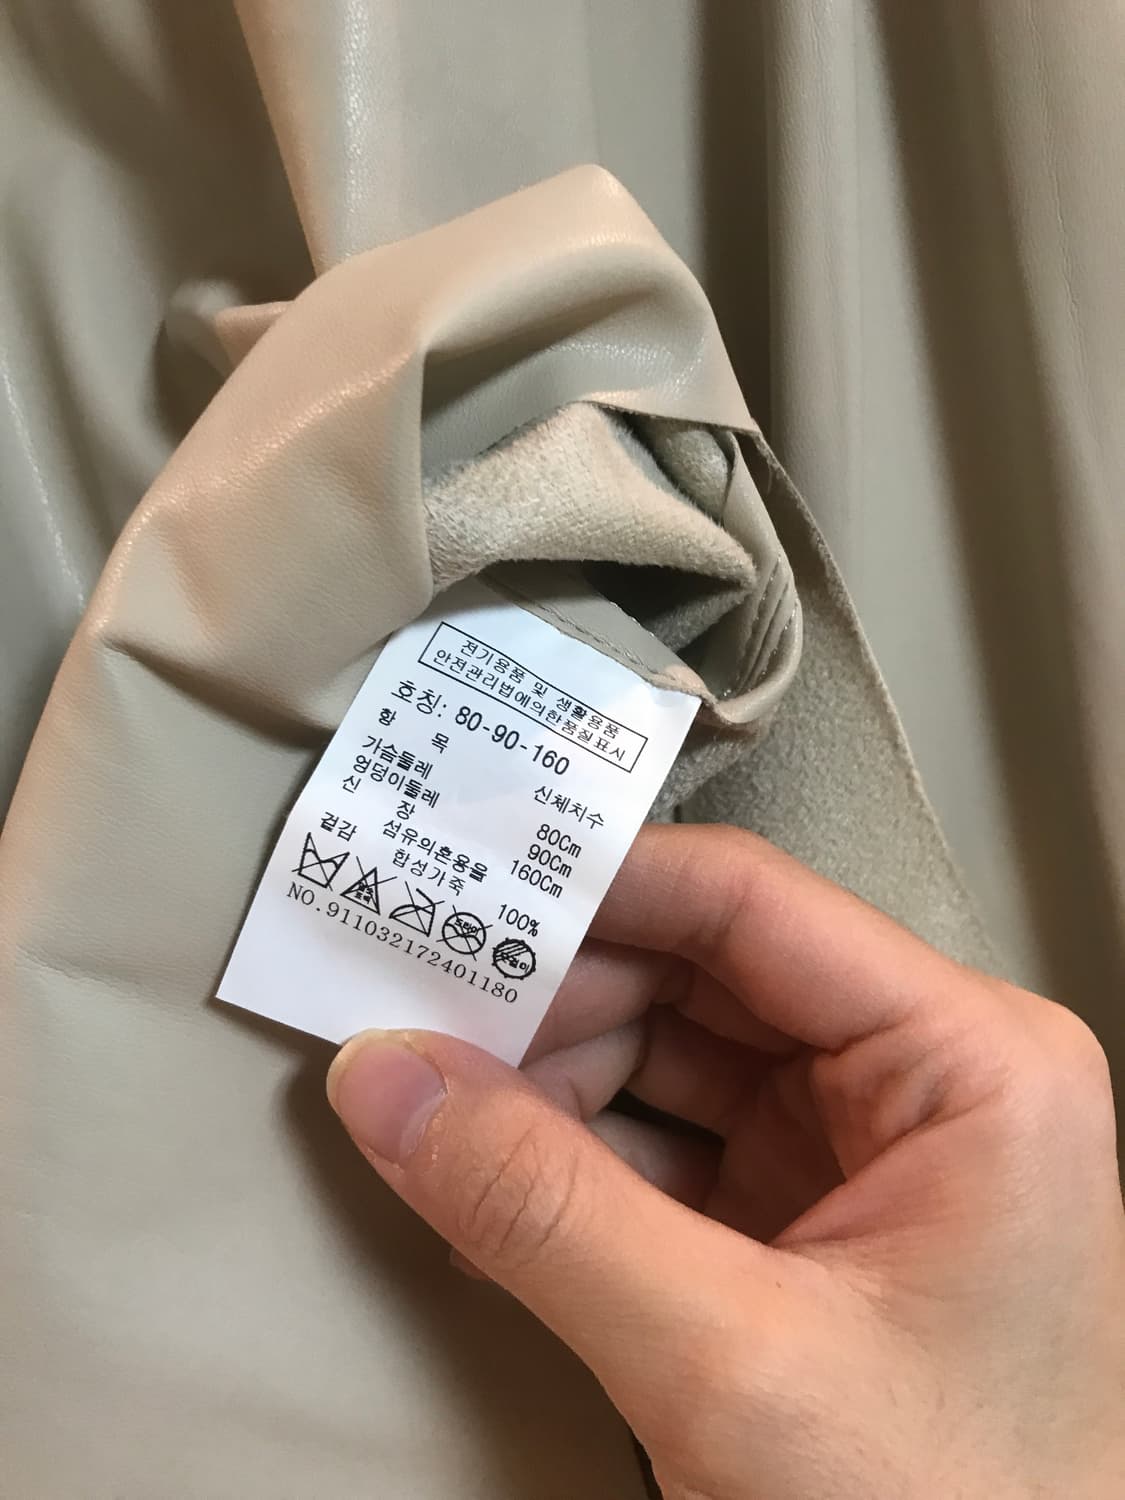 전기용품 및 생활용품
안전관리법에의한품질표시
호칭: 80-90-160
항 목 신체치수
가슴둘레 80Cm
엉덩이둘레 90Cm
신 장 160Cm
섬유의혼용율
겉감 합성가죽 100%
드라이
NO.911032172401180